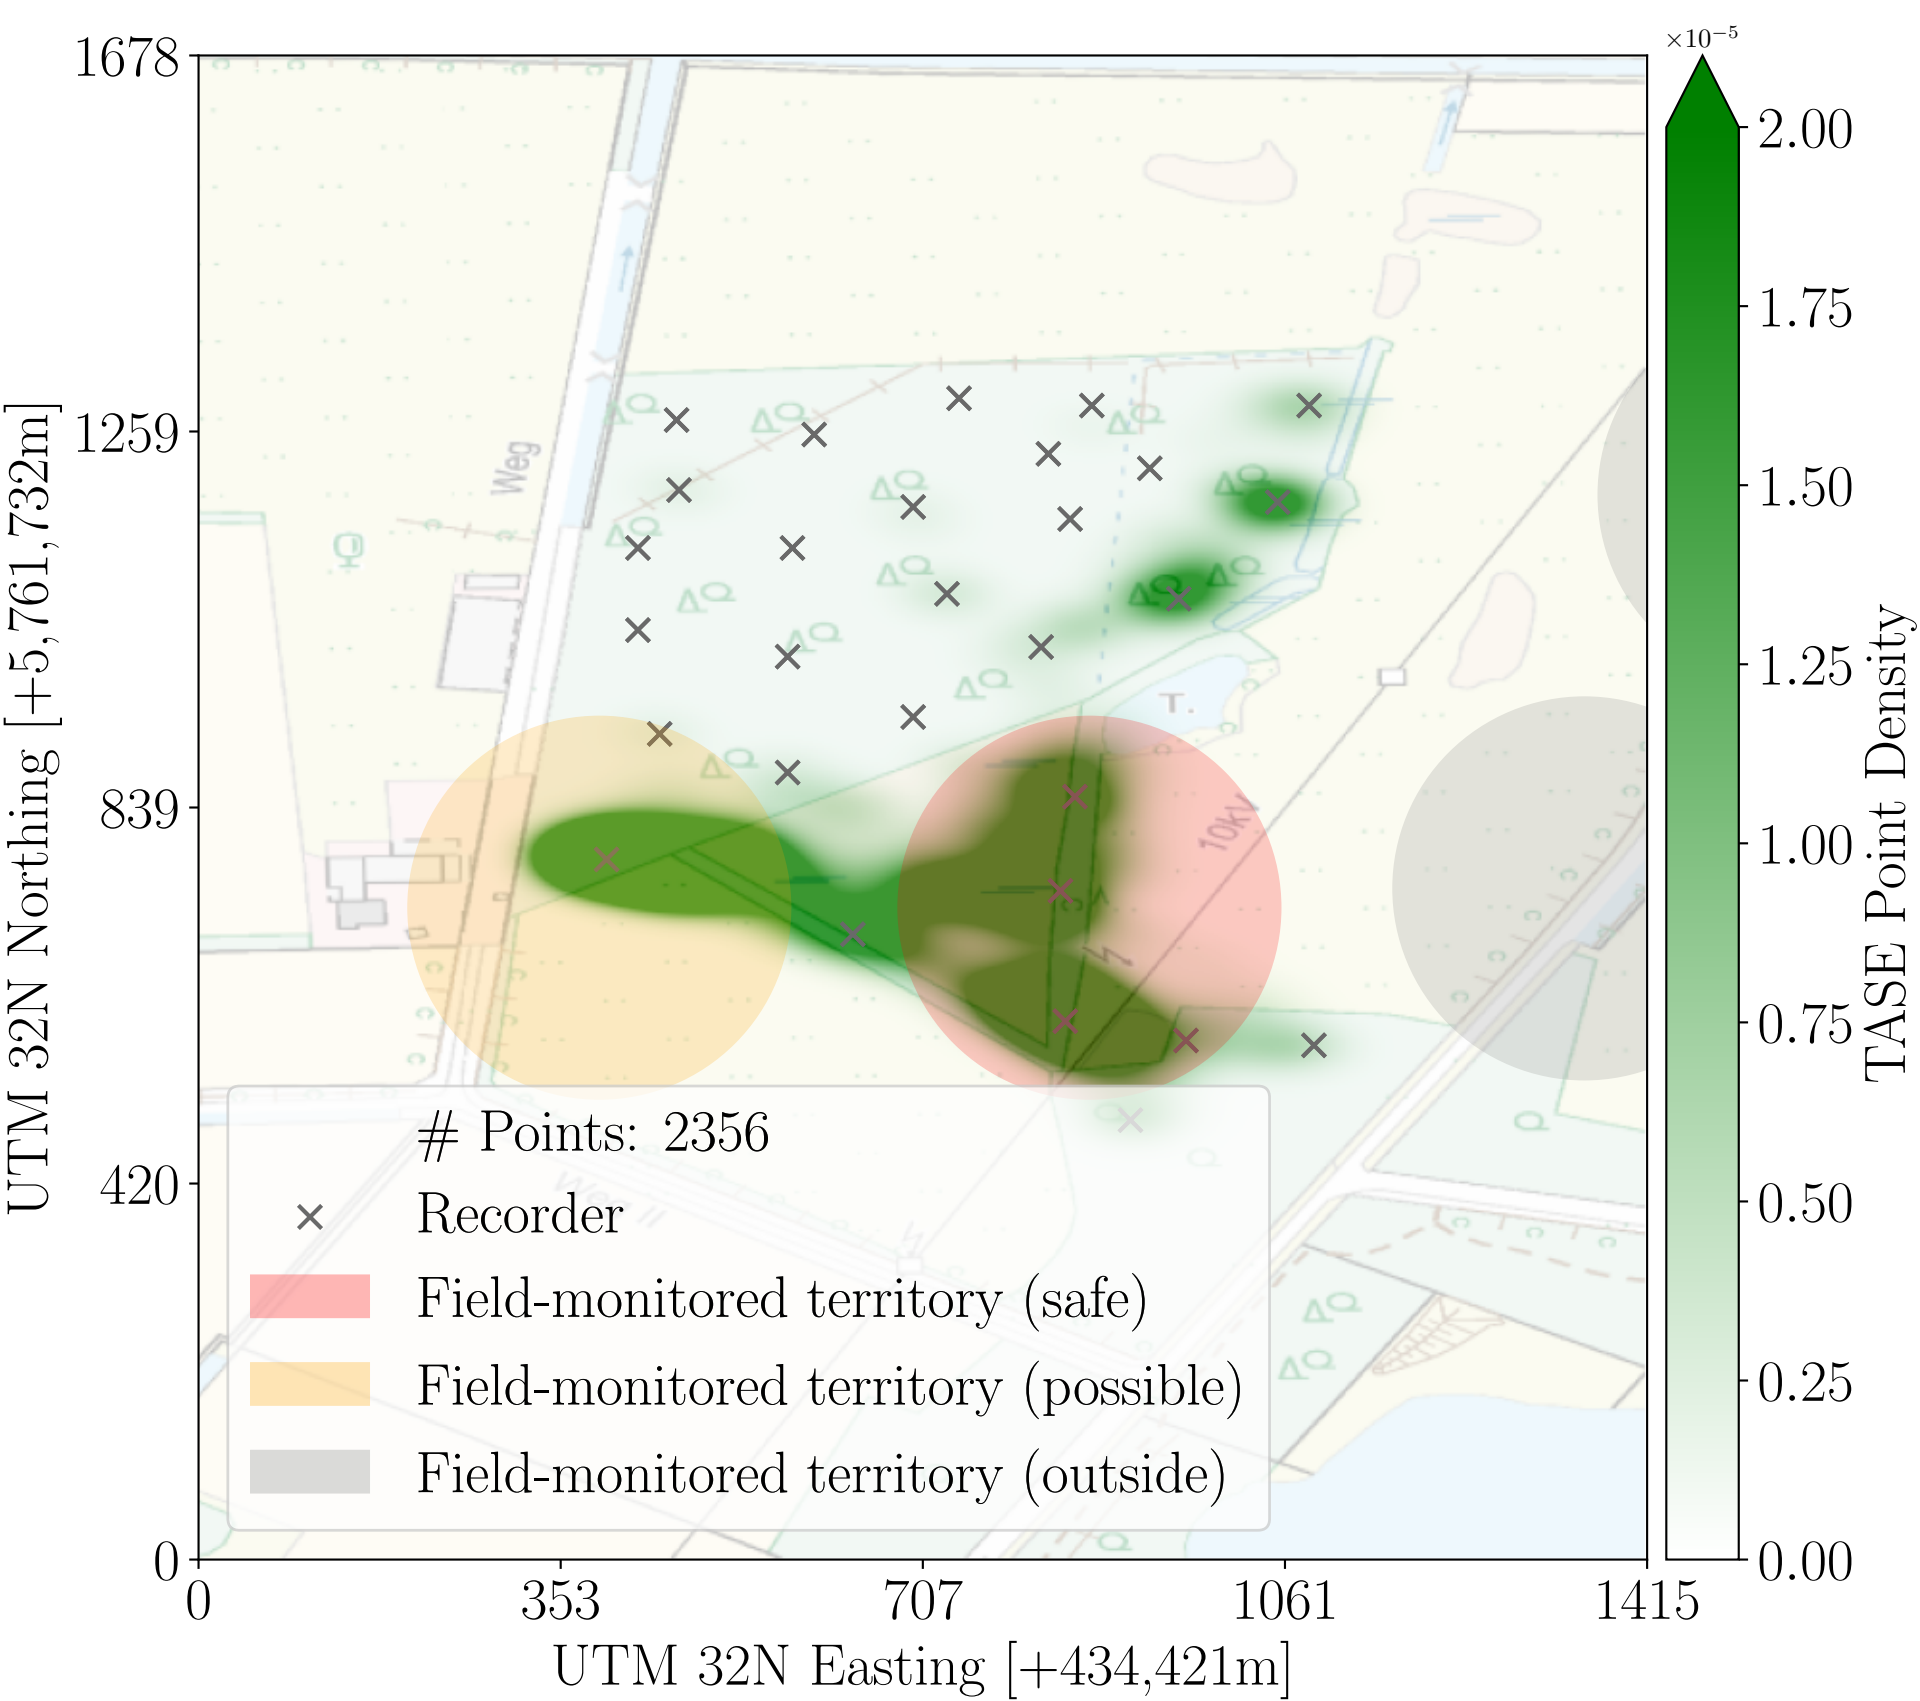 ×10⁻⁵
1678
1259
839
420
0
UTM 32N Northing [+5,761,732m]
Weg
T.
10kV
# Points: 2356
Weg II
Recorder
Field-monitored territory (safe)
Field-monitored territory (possible)
Field-monitored territory (outside)
0
353
707
1061
1415
UTM 32N Easting [+434,421m]
2.00
1.75
1.50
1.25
1.00
0.75
0.50
0.25
0.00
TASE Point Density